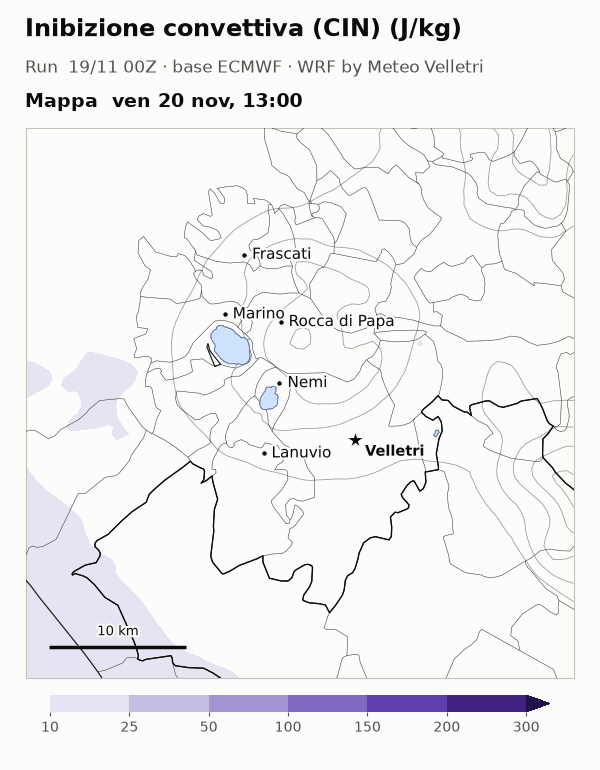 Inibizione convettiva (CIN) (J/kg)
Run 19/11 00Z · base ECMWF · WRF by Meteo Velletri
Mappa ven 20 nov, 13:00
Frascati
Marino
Rocca di Papa
Nemi
Velletri
Lanuvio
10 km
10 25 50 100 150 200 300